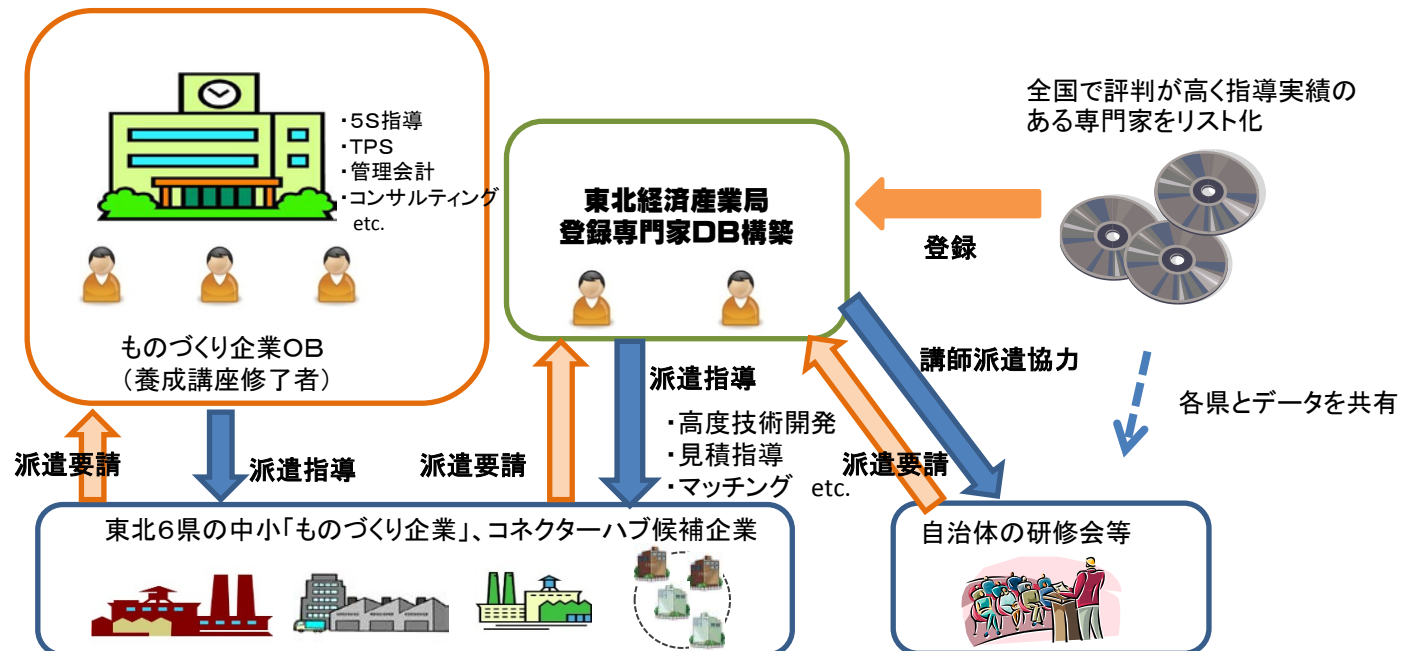 ・5S指導
・TPS
・管理会計
・コンサルティング
etc.
ものづくり企業OB
（養成講座修了者）
東北経済産業局
登録専門家DB構築
全国で評判が高く指導実績の
ある専門家をリスト化
登録
講師派遣協力
各県とデータを共有
派遣要請
派遣指導
派遣要請
派遣指導
・高度技術開発
・見積指導
・マッチング　etc.
派遣要請
東北６県の中小「ものづくり企業」、コネクターハブ候補企業
自治体の研修会等